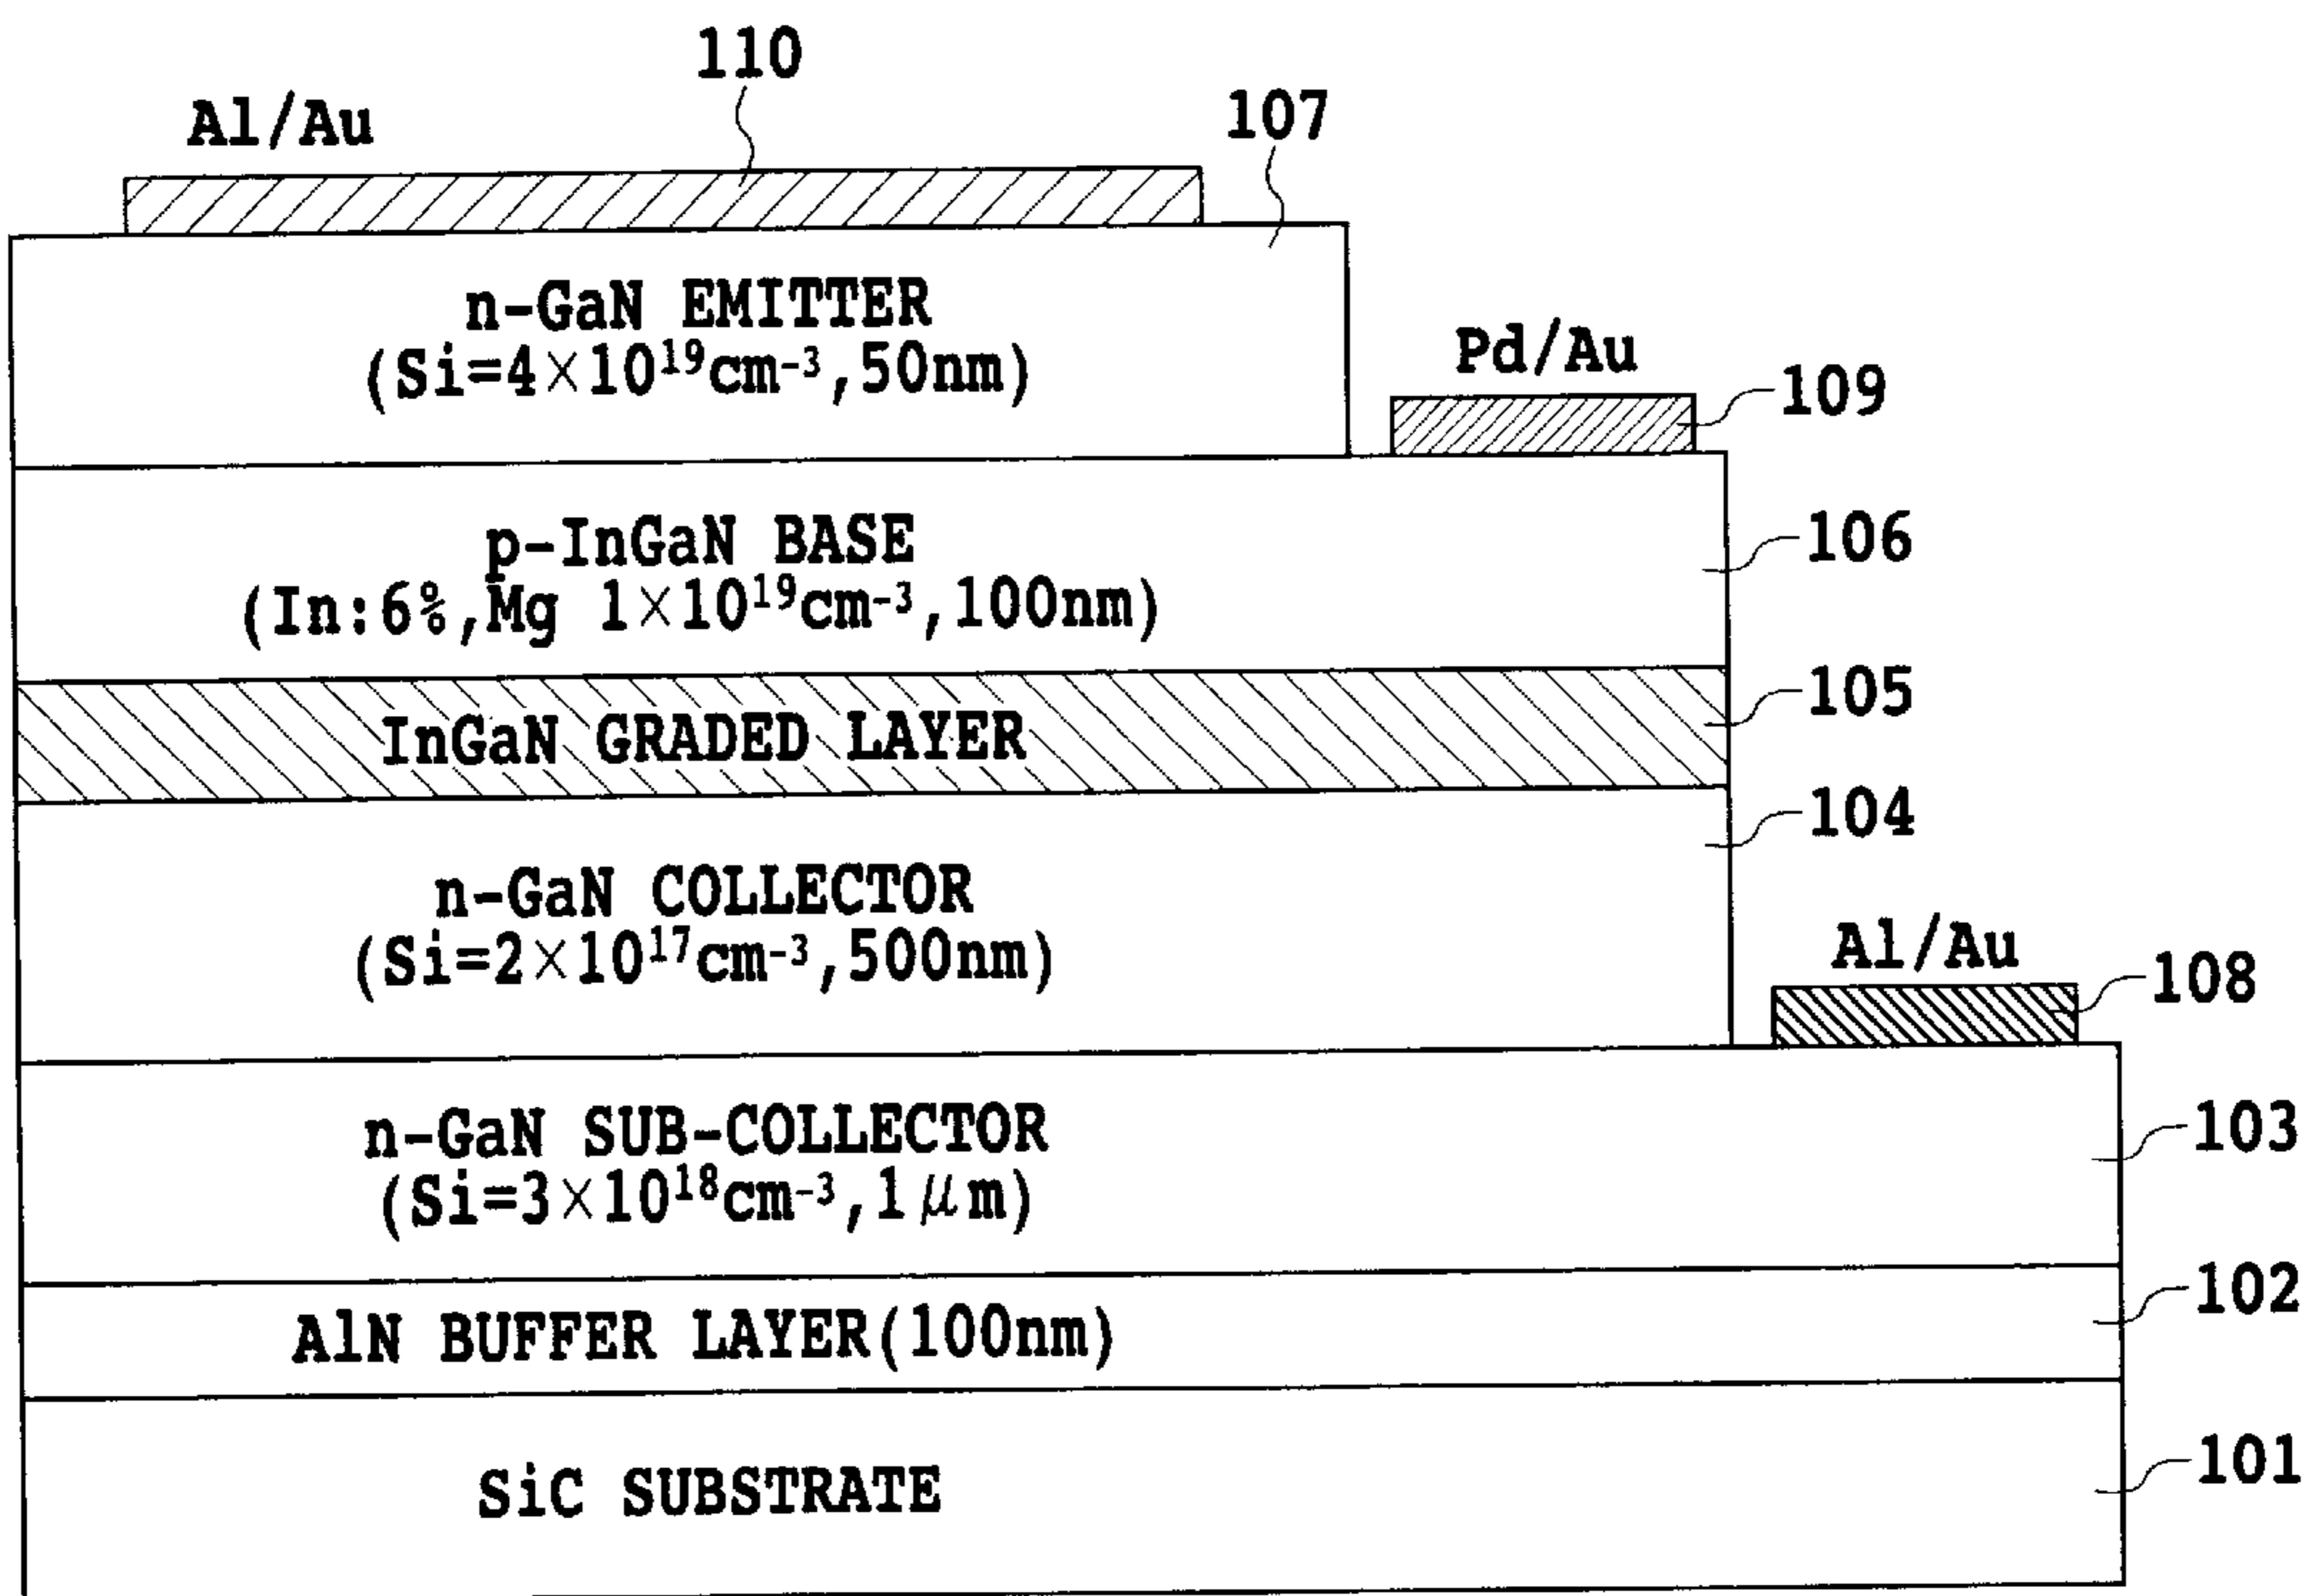 110
Al/Au
107
n-GaN EMITTER
(Si=4×10¹⁹cm⁻³,50nm)
Pd/Au
109
p-InGaN BASE
(In:6%,Mg 1×10¹⁹cm⁻³,100nm)
106
InGaN GRADED LAYER
105
104
n-GaN COLLECTOR
(Si=2×10¹⁷cm⁻³,500nm)
Al/Au
108
n-GaN SUB-COLLECTOR
(Si=3×10¹⁸cm⁻³,1μm)
103
AlN BUFFER LAYER(100nm)
102
SiC SUBSTRATE
101